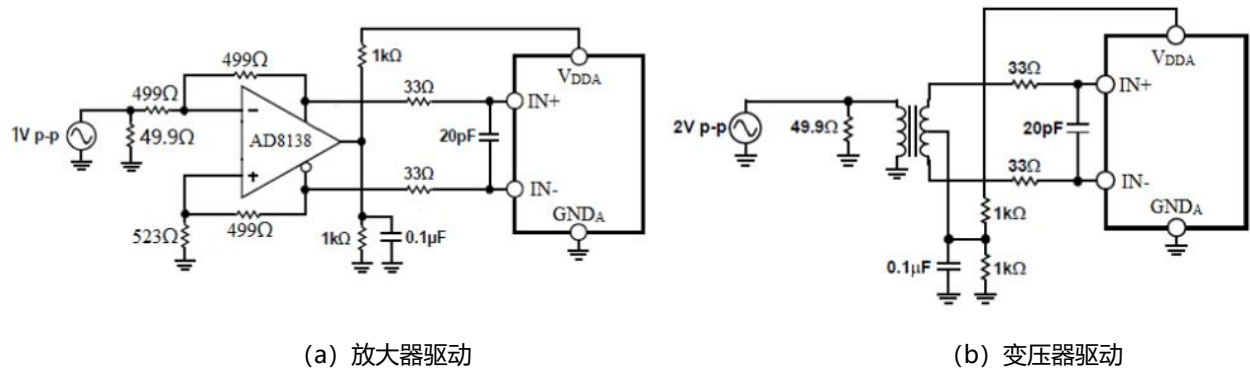 499Ω
1kΩ
V_DDA
499Ω
33Ω
IN+
1V p-p
49.9Ω
−
AD8138
20pF
+
33Ω
IN-
499Ω
GND_A
523Ω
1kΩ
0.1μF
(a) 放大器驱动
V_DDA
33Ω
IN+
2V p-p
49.9Ω
20pF
33Ω
IN-
1kΩ
GND_A
0.1μF
1kΩ
(b) 变压器驱动